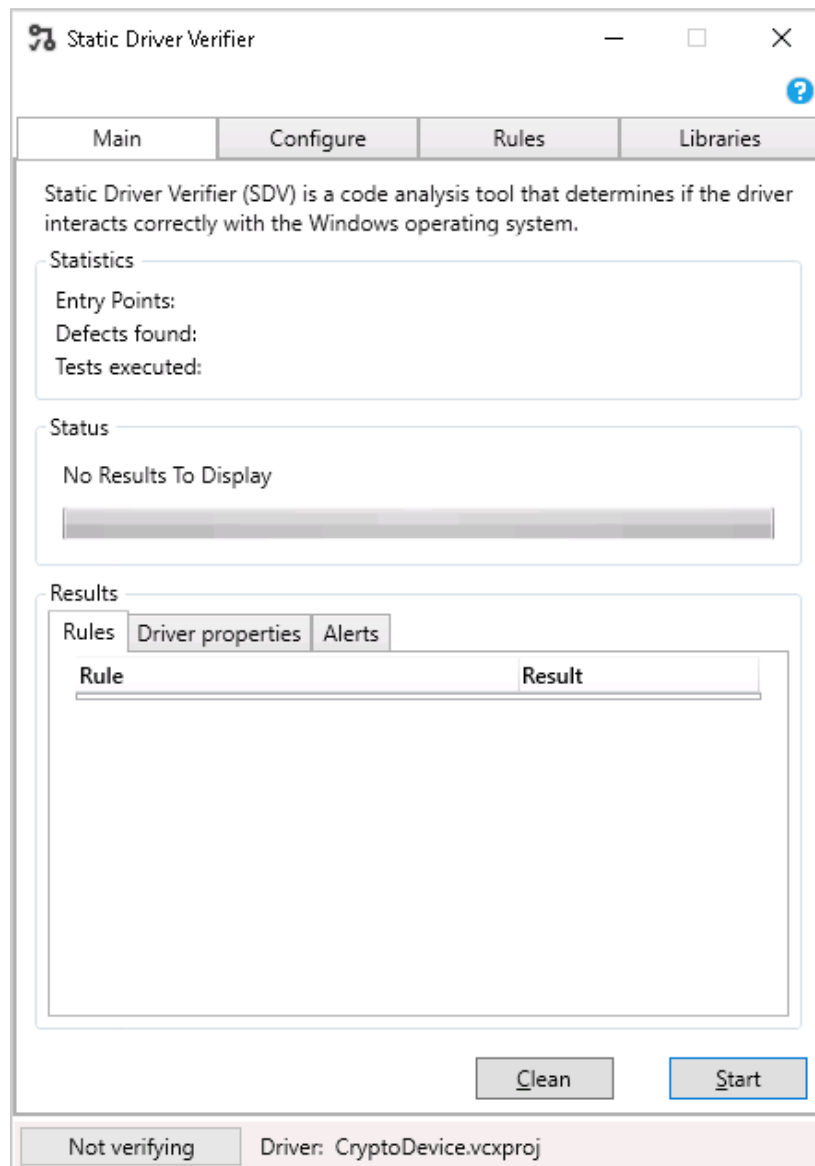 Static Driver Verifier
?
Main Configure Rules Libraries
Static Driver Verifier (SDV) is a code analysis tool that determines if the driver
interacts correctly with the Windows operating system.
Statistics
Entry Points:
Defects found:
Tests executed:
Status
No Results To Display
Results
Rules Driver properties Alerts
Rule Result
Clean Start
Not verifying Driver: CryptoDevice.vcxproj